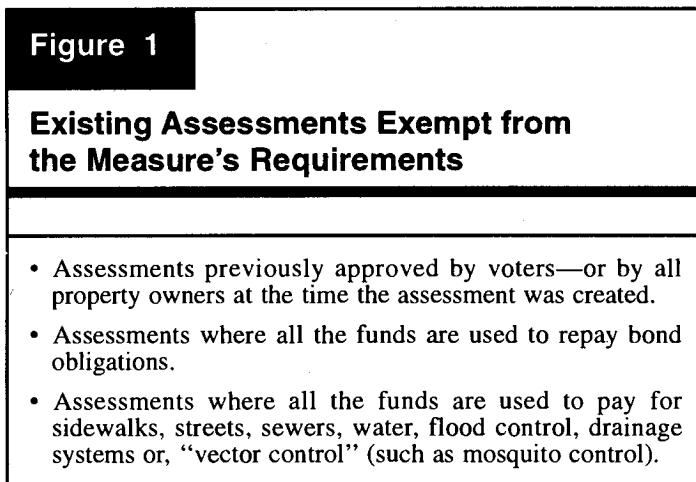 Figure 1
Existing Assessments Exempt from
the Measure's Requirements
• Assessments previously approved by voters—or by all
property owners at the time the assessment was created.
• Assessments where all the funds are used to repay bond
obligations.
• Assessments where all the funds are used to pay for
sidewalks, streets, sewers, water, flood control, drainage
systems or, “vector control” (such as mosquito control).